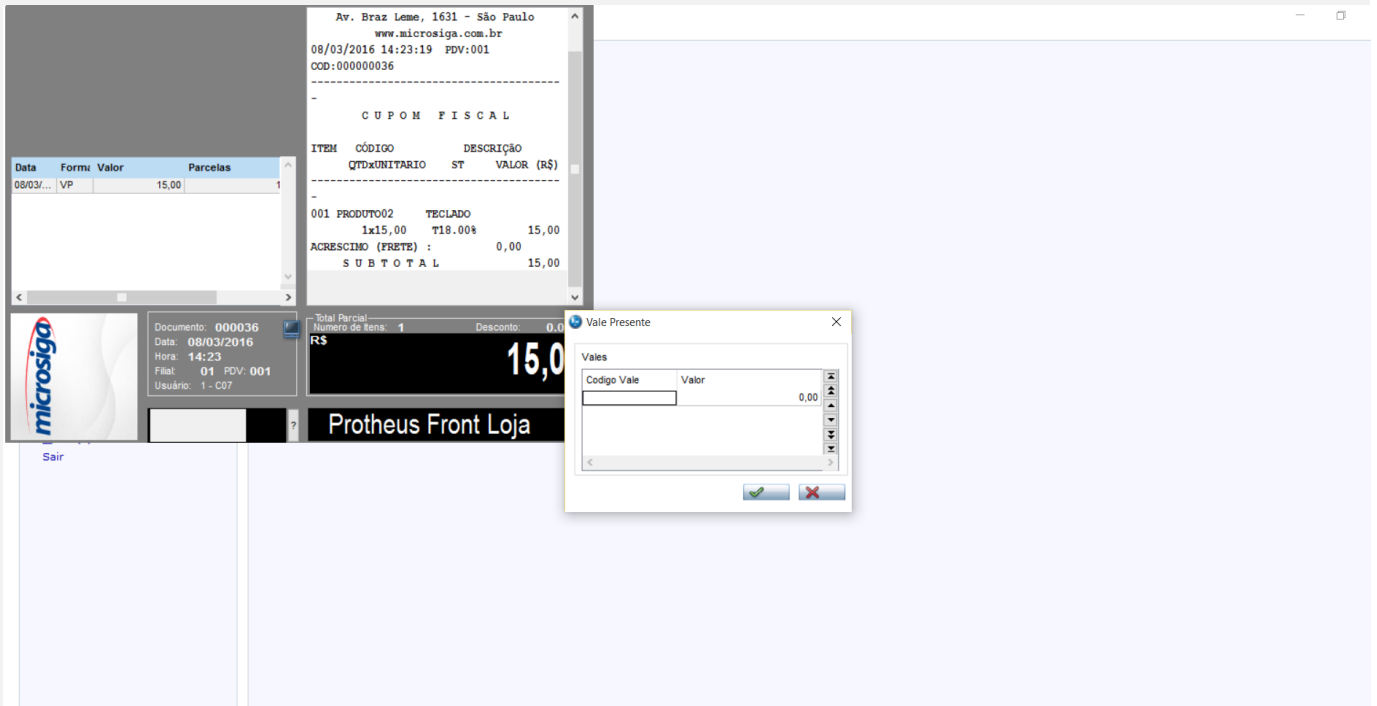 Av. Braz Leme, 1631 - São Paulo
www.microsiga.com.br
08/03/2016 14:23:19 PDV:001
COD:000000036
--------------------------------------
-
C U P O M F I S C A L
ITEM CÓDIGO DESCRIÇãO
QTDxUNITARIO ST VALOR (R$)
--------------------------------------
-
001 PRODUTO02 TECLADO
1x15,00 T18.00% 15,00
ACRESCIMO (FRETE) : 0,00
S U B T O T A L 15,00
Data Forma Valor Parcelas
08/03/... VP 15,00 1
microsiga
Documento: 000036
Data: 08/03/2016
Hora: 14:23
Filial: 01 PDV: 001
Usuário: 1 - C07
?
Total Parcial
Numero de Itens: 1 Desconto: 0.0
R$
15,0
Protheus Front Loja
Vale Presente
Vales
Codigo Vale Valor
0,00
Sair